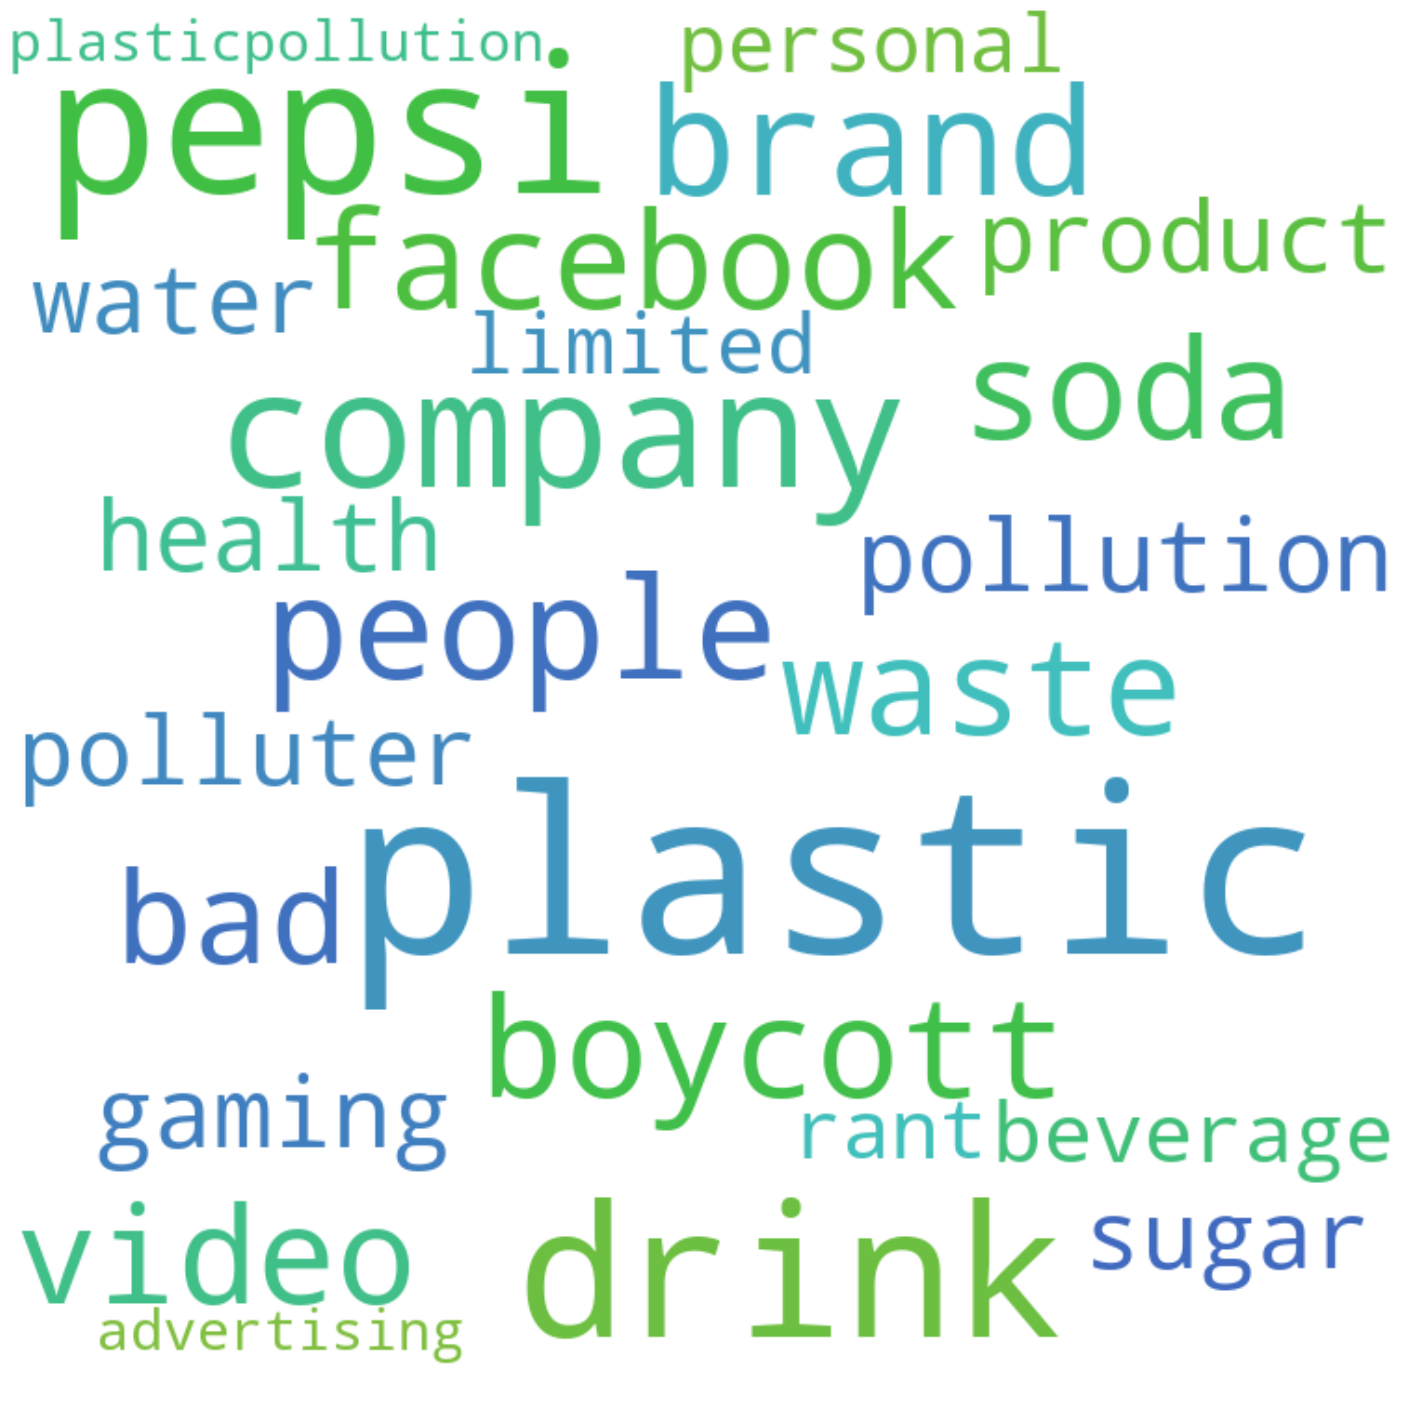 plasticpollution personal
pepsi brand
facebook product
water
limited
company soda
health
pollution
people
waste
polluter
plastic
bad
boycott
gaming
rant beverage
video drink sugar
advertising